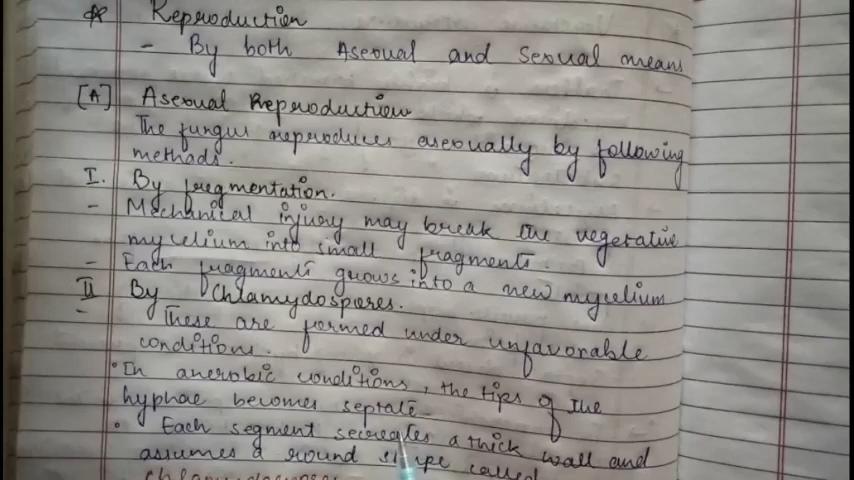 * Reproduction
- By both Asexual and Sexual means
[A] Asexual Reproduction
The fungus reproduces asexually by following
methods.
I. By fregmentation.
- Mechanical injury may break the vegetative
mycelium into small fragments.
- Each fragments grows into a new mycelium
II By Chlamydospores.
- These are formed under unfavorable
conditions.
• In anerobic conditions, the tips of the
hyphae becomes septate
• Each segment secreates a thick wall and
assumes a round called